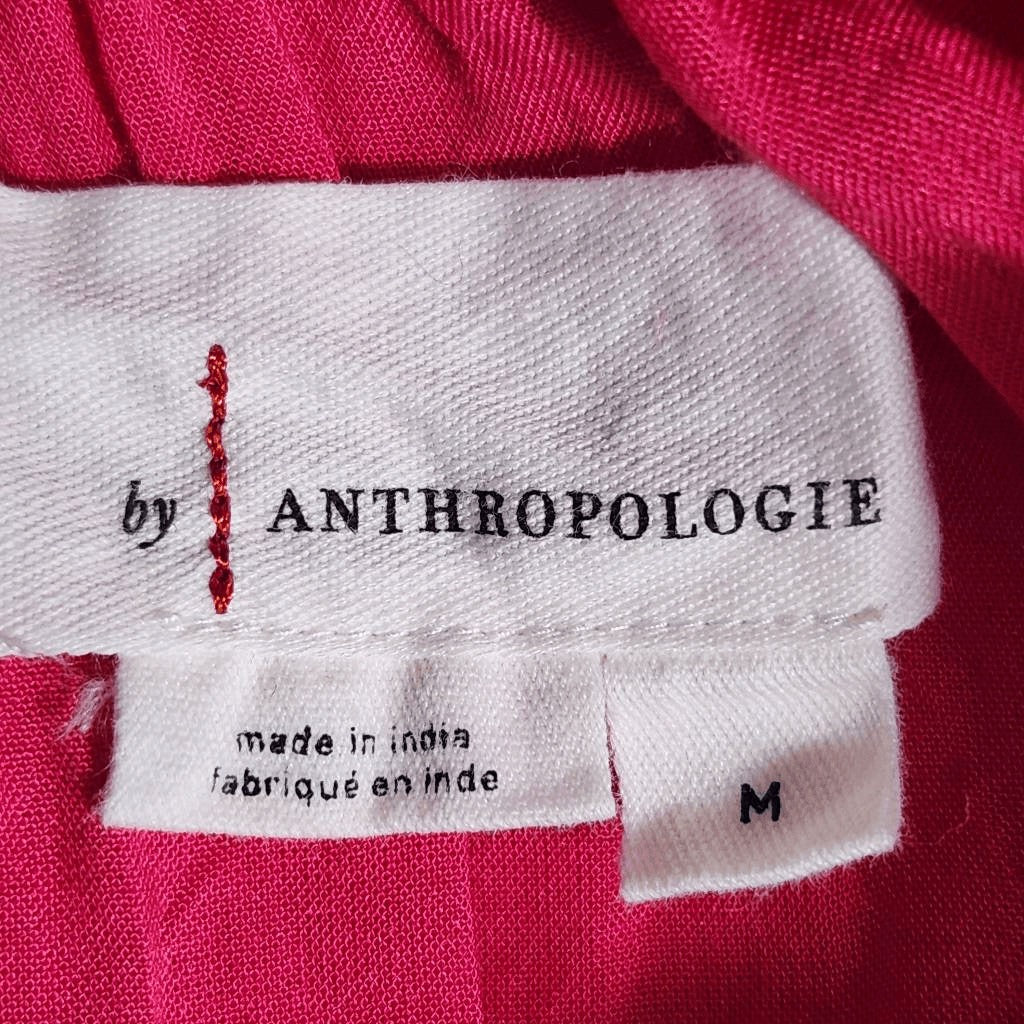 by ANTHROPOLOGIE
made in india
fabriqué en inde
M